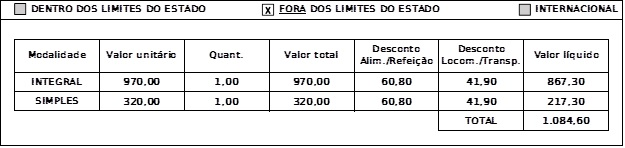 DENTRO DOS LIMITES DO ESTADO X FORA DOS LIMITES DO ESTADO INTERNACIONAL
Modalidade Valor unitário Quant. Valor total Desconto Alim./Refeição Desconto Locom./Transp. Valor líquido
INTEGRAL 970,00 1,00 970,00 60,80 41,90 867,30
SIMPLES 320,00 1,00 320,00 60,80 41,90 217,30
TOTAL 1.084,60